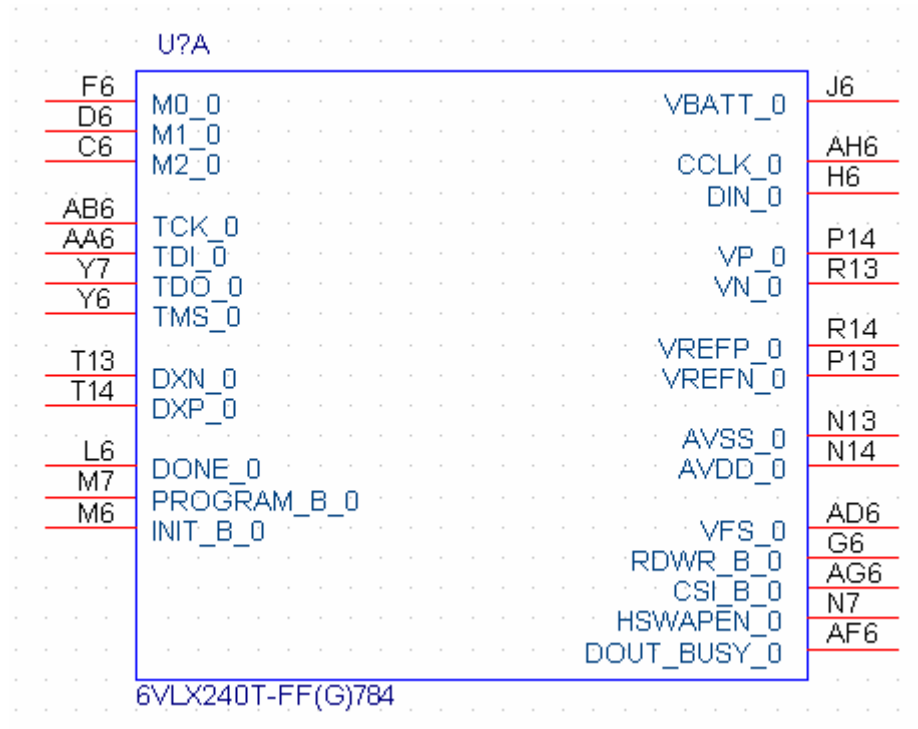 U?A
F6 M0_0 VBATT_0 J6
D6 M1_0
C6 M2_0 CCLK_0 AH6
DIN_0 H6
AB6 TCK_0
AA6 TDI_0 VP_0 P14
Y7 TDO_0 VN_0 R13
Y6 TMS_0
VREFP_0 R14
T13 DXN_0 VREFN_0 P13
T14 DXP_0
AVSS_0 N13
L6 DONE_0 AVDD_0 N14
M7 PROGRAM_B_0
M6 INIT_B_0 VFS_0 AD6
RDWR_B_0 G6
CSI_B_0 AG6
HSWAPEN_0 N7
DOUT_BUSY_0 AF6
6VLX240T-FF(G)784